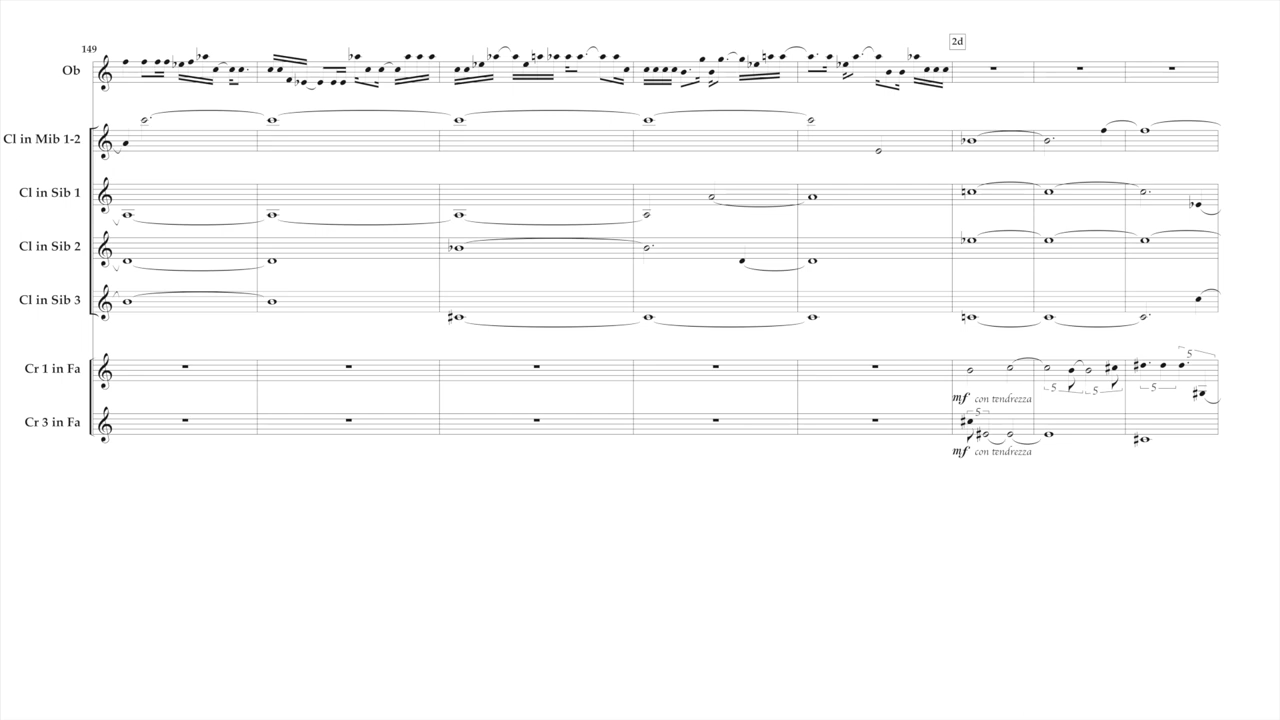 149
2d
Ob
Cl in Mib 1-2
Cl in Sib 1
Cl in Sib 2
Cl in Sib 3
5
Cr 1 in Fa
5 5 5
mf con tendrezza
5
Cr 3 in Fa
mf con tendrezza